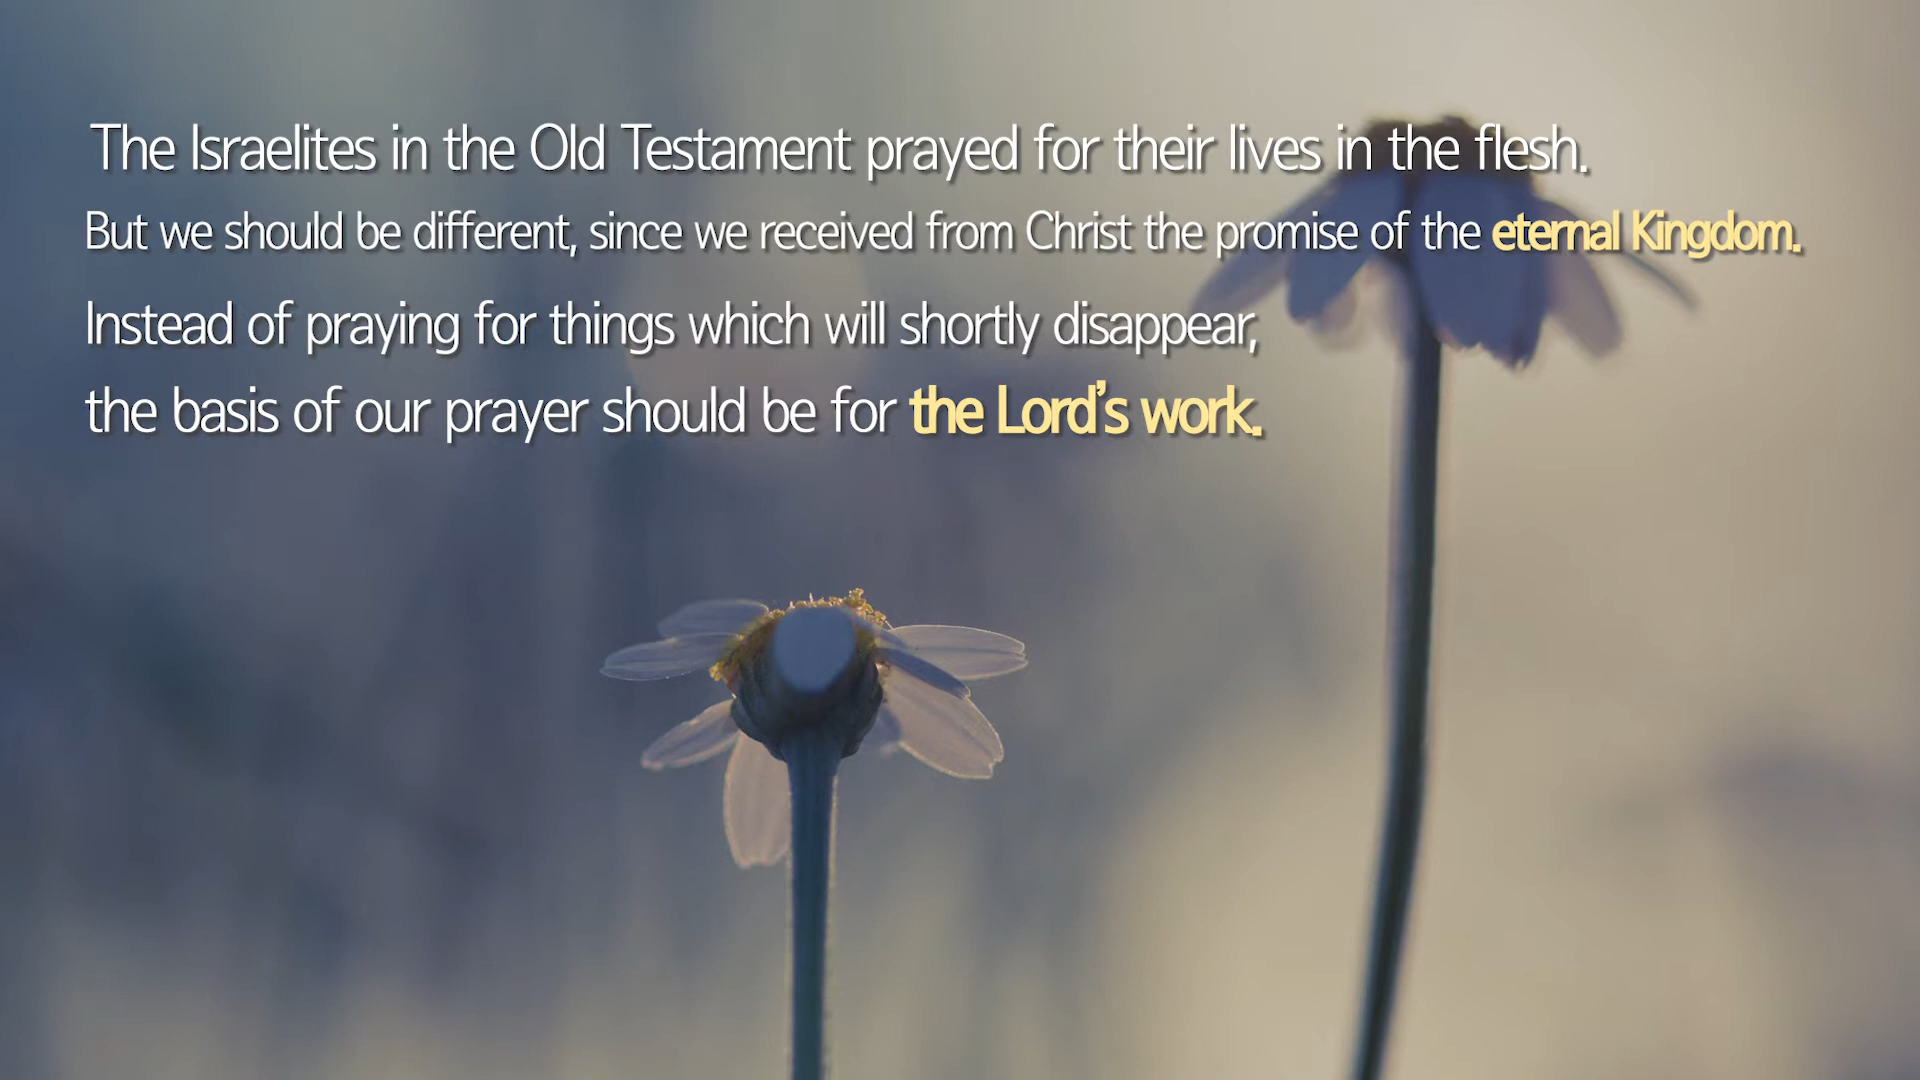 The Israelites in the Old Testament prayed for their lives in the flesh.
But we should be different, since we received from Christ the promise of the eternal Kingdom.
Instead of praying for things which will shortly disappear,
the basis of our prayer should be for the Lord’s work.